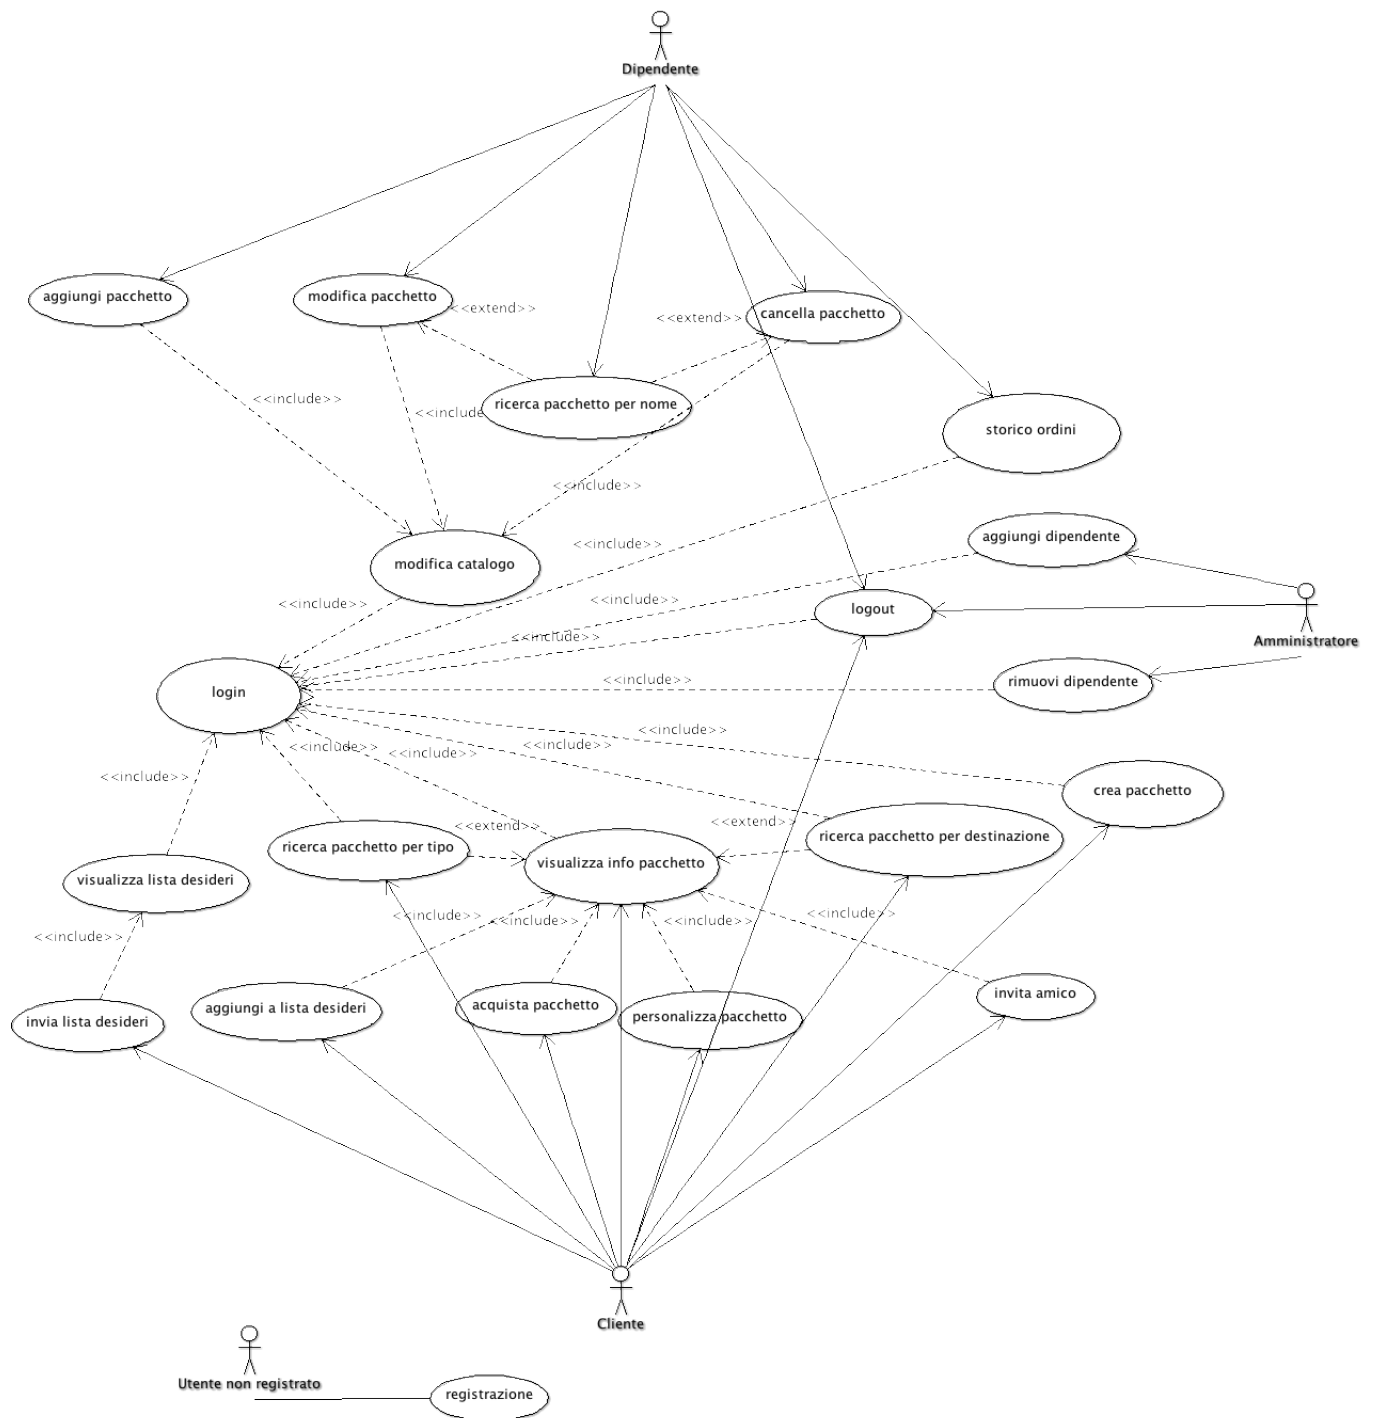 Dipendente
aggiungi pacchetto
modifica pacchetto
<<extend>>
<<extend>>
cancella pacchetto
<<include>>
<<include
ricerca pacchetto per nome
storico ordini
<<include>>
<<include>>
aggiungi dipendente
modifica catalogo
<<include>>
<<include>>
logout
<<include>>
Amministratore
login
<<include>>
rimuovi dipendente
<<include>>
<<include>>
<<include>>
<<include>>
<<include>>
crea pacchetto
<<extend>>
<<extend>>
ricerca pacchetto per tipo
visualizza info pacchetto
ricerca pacchetto per destinazione
visualizza lista desideri
<<include>>
<<include>>
<<include>>
<<include>>
<<include>>
invia lista desideri
aggiungi a lista desideri
acquista pacchetto
personalizza pacchetto
invita amico
Cliente
Utente non registrato
registrazione